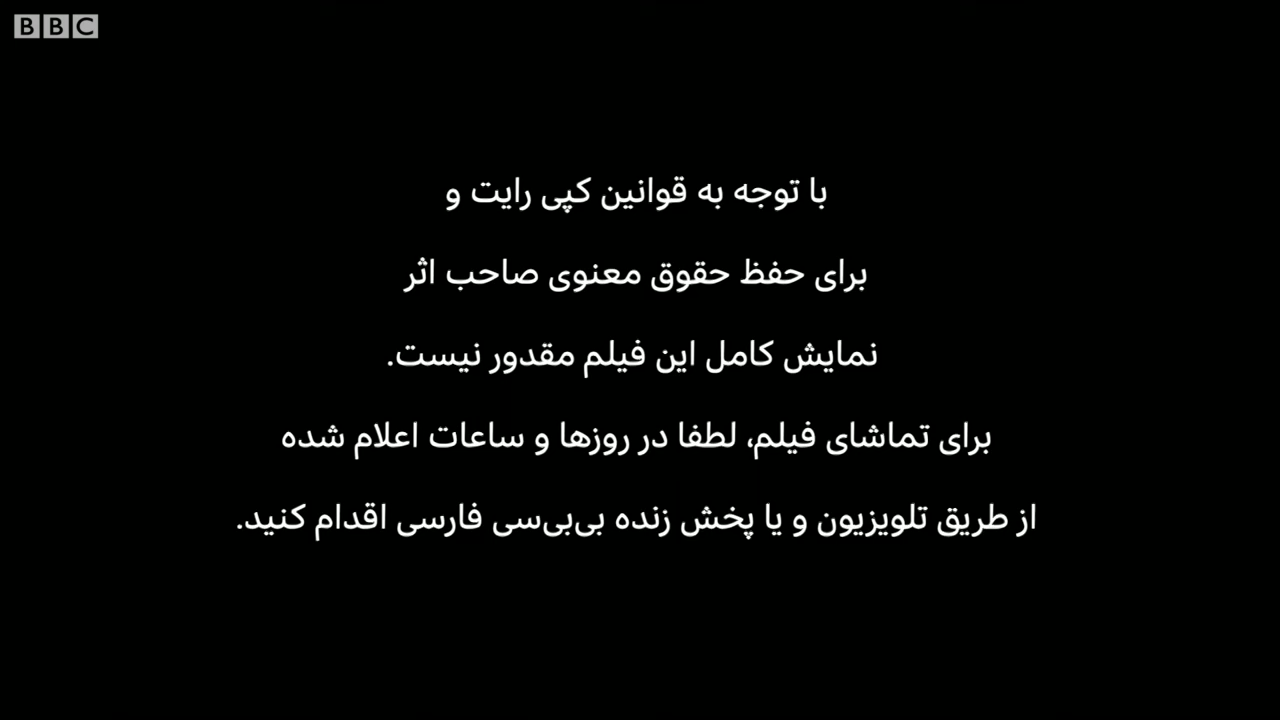 BBC
با توجه به قوانین کپی رایت و
برای حفظ حقوق معنوی صاحب اثر
نمایش کامل این فیلم مقدور نیست.
برای تماشای فیلم، لطفا در روزها و ساعات اعلام شده
از طریق تلویزیون و یا پخش زنده بی‌بی‌سی فارسی اقدام کنید.